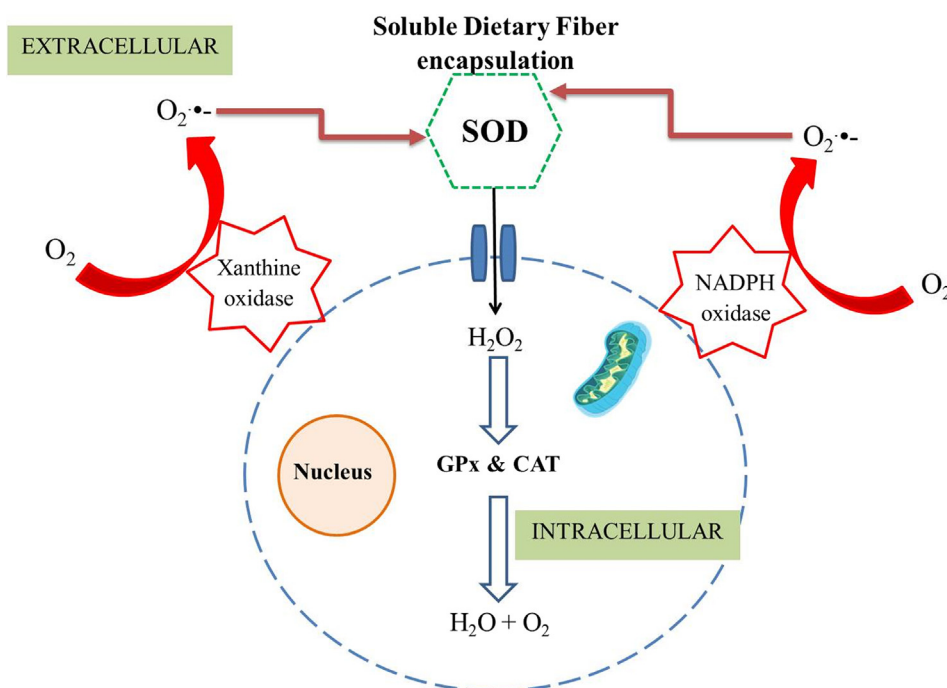 Soluble Dietary Fiber
encapsulation
EXTRACELLULAR
O₂·•-
SOD
O₂·•-
O₂
Xanthine
oxidase
NADPH
oxidase
O₂
H₂O₂
Nucleus
GPx & CAT
INTRACELLULAR
H₂O + O₂